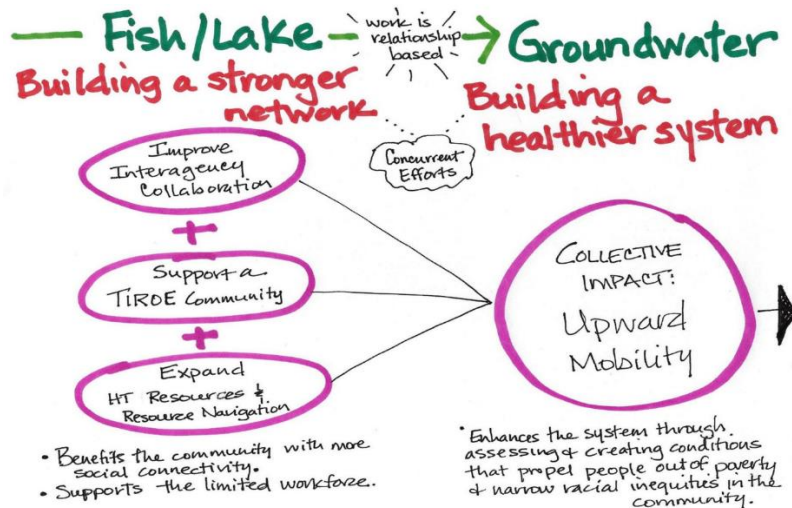 Fish/Lake
work is
relationship
based
Groundwater
Building a stronger
network
Building a
healthier system
Concurrent
Efforts
Improve
Interagency
Collaboration
+
Support a
TIROE Community
+
Expand
HT Resources &
Resource Navigation
• Benefits the community with more
social connectivity.
• Supports the limited workforce.
COLLECTIVE
IMPACT:
Upward
Mobility
• Enhances the system through
assessing & creating conditions
that propel people out of poverty
& narrow racial inequities in the
community.